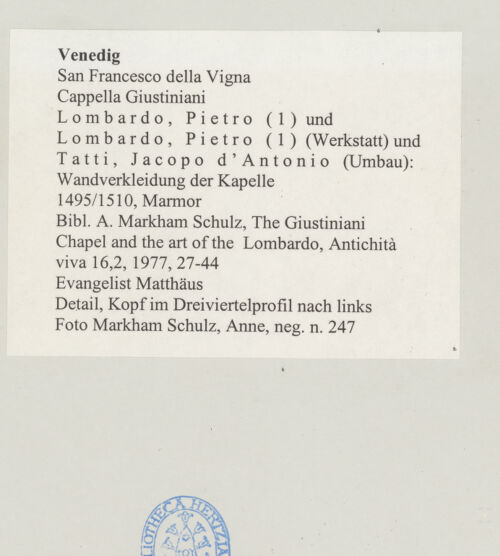 Venedig
San Francesco della Vigna
Cappella Giustiniani
Lombardo, Pietro (1) und
Lombardo, Pietro (1) (Werkstatt) und
Tatti, Jacopo d'Antonio (Umbau):
Wandverkleidung der Kapelle
1495/1510, Marmor
Bibl. A. Markham Schulz, The Giustiniani
Chapel and the art of the Lombardo, Antichità
viva 16,2, 1977, 27-44
Evangelist Matthäus
Detail, Kopf im Dreiviertelprofil nach links
Foto Markham Schulz, Anne, neg. n. 247
BIBLIOTHECA HERTZIA